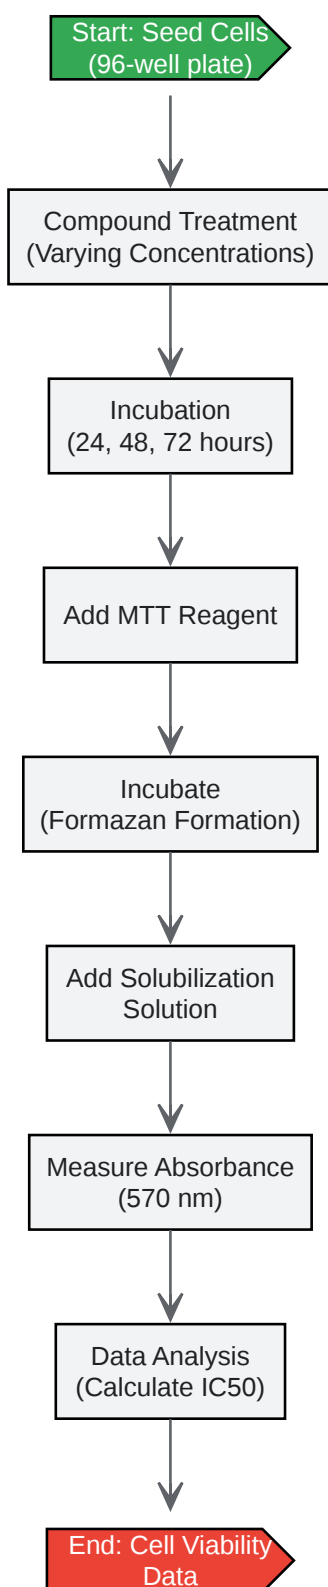 Start: Seed Cells
(96-well plate)
Compound Treatment
(Varying Concentrations)
Incubation
(24, 48, 72 hours)
Add MTT Reagent
Incubate
(Formazan Formation)
Add Solubilization
Solution
Measure Absorbance
(570 nm)
Data Analysis
(Calculate IC50)
End: Cell Viability
Data